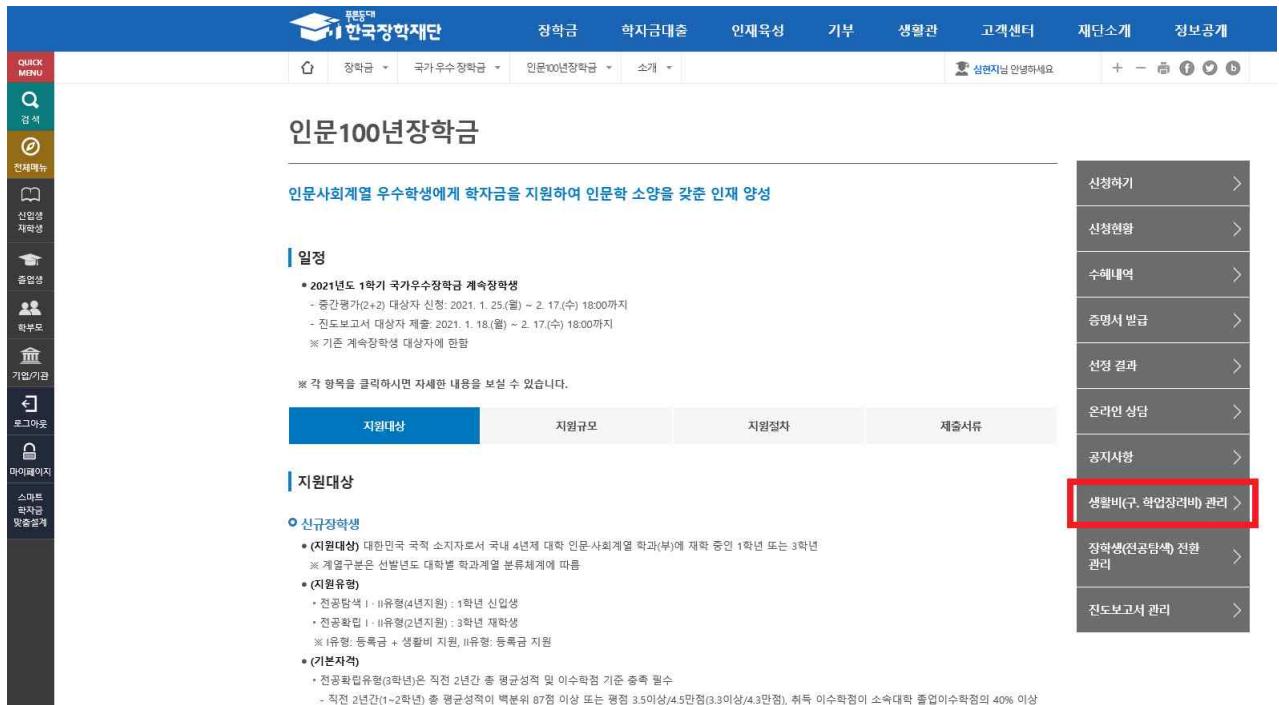 푸른등대
한국장학재단
장학금 학자금대출 인재육성 기부 생활관 고객센터 재단소개 정보공개
QUICK
MENU
장학금 국가우수장학금 인문100년장학금 소개
심현지님 안녕하세요
검색
전체메뉴
신입생
재학생
졸업생
학부모
기업/기관
로그아웃
마이페이지
스마트
학자금
맞춤설계
인문100년장학금
인문사회계열 우수학생에게 학자금을 지원하여 인문학 소양을 갖춘 인재 양성
일정
• 2021년도 1학기 국가우수장학금 계속장학생
- 중간평가(2+2) 대상자 신청: 2021. 1. 25.(월) ~ 2. 17.(수) 18:00까지
- 진도보고서 대상자 제출: 2021. 1. 18.(월) ~ 2. 17.(수) 18:00까지
※ 기존 계속장학생 대상자에 한함
※ 각 항목을 클릭하시면 자세한 내용을 보실 수 있습니다.
지원대상 지원규모 지원절차 제출서류
지원대상
신규장학생
• (지원대상) 대한민국 국적 소지자로서 국내 4년제 대학 인문·사회계열 학과(부)에 재학 중인 1학년 또는 3학년
※ 계열구분은 선발년도 대학별 학과계열 분류체계에 따름
• (지원유형)
・전공탐색 I · II유형(4년지원) : 1학년 신입생
・전공확립 I · II유형(2년지원) : 3학년 재학생
※ I유형: 등록금 + 생활비 지원, II유형: 등록금 지원
• (기본자격)
・전공확립유형(3학년)은 직전 2년간 총 평균성적 및 이수학점 기준 충족 필수
- 직전 2년간(1~2학년) 총 평균성적이 백분위 87점 이상 또는 평점 3.5이상/4.5만점(3.3이상/4.3만점), 취득 이수학점이 소속대학 졸업이수학점의 40% 이상
신청하기
신청현황
수혜내역
증명서 발급
선정 결과
온라인 상담
공지사항
생활비(구. 학업장려비) 관리
장학생(전공탐색) 전환
관리
진도보고서 관리